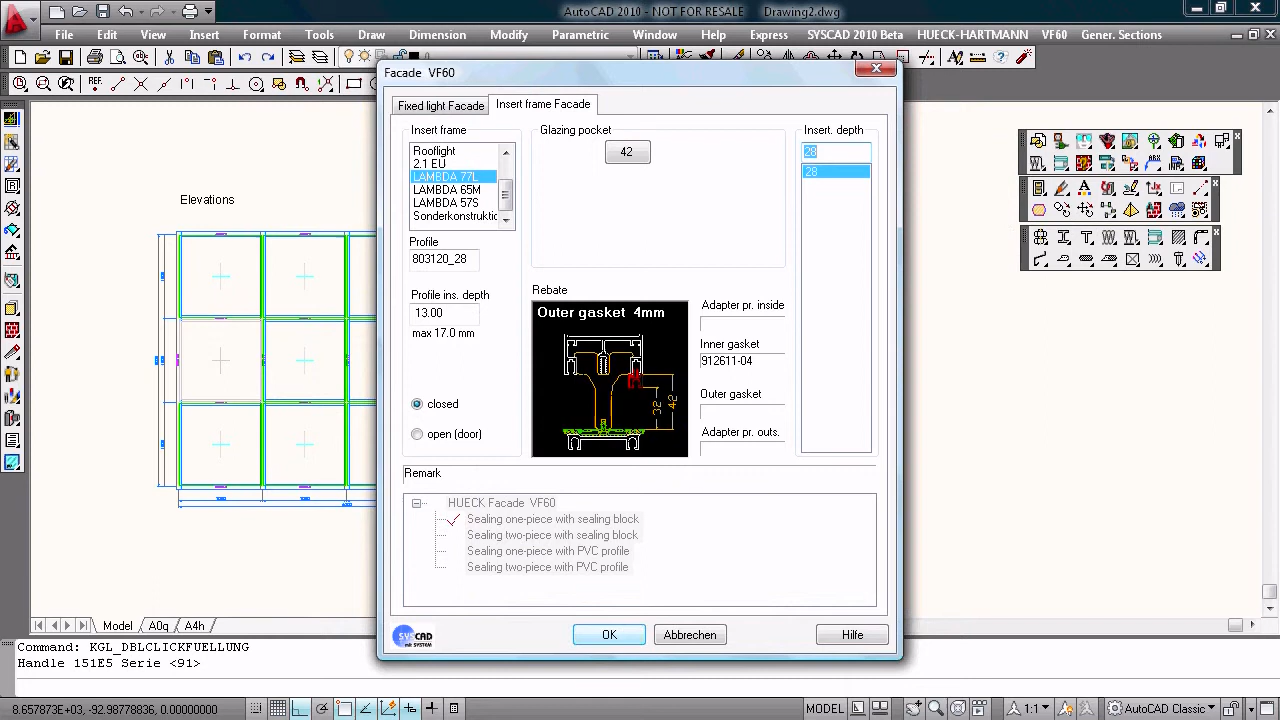 AutoCAD 2010 - NOT FOR RESALE Drawing2.dwg
File Edit View Insert Format Tools Draw Dimension Modify Parametric Window Help Express SYSCAD 2010 Beta HUECK-HARTMANN VF60 Gener. Sections
REF
Facade VF60
Fixed light Facade Insert frame Facade
Insert frame
Rooflight
2.1 EU
LAMBDA 77L
LAMBDA 65M
LAMBDA 57S
Sonderkonstruktic
Profile
803120_28
Profile ins. depth
13.00
max 17.0 mm
closed
open (door)
Glazing pocket
42
Rebate
Outer gasket 4mm
32
42
Adapter pr. inside
Inner gasket
912611-04
Outer gasket
Adapter pr. outs.
Insert. depth
28
28
Remark
HUECK Facade VF60
Sealing one-piece with sealing block
Sealing two-piece with sealing block
Sealing one-piece with PVC profile
Sealing two-piece with PVC profile
SYSCAD
mit SYSTEM
OK Abbrechen Hilfe
Elevations
Model A0q A4h
Command: KGL_DBLCLICKFUELLUNG
Handle 151E5 Serie <91>
8.657873E+03, -92.98778836, 0.00000000
MODEL
1:1
AutoCAD Classic